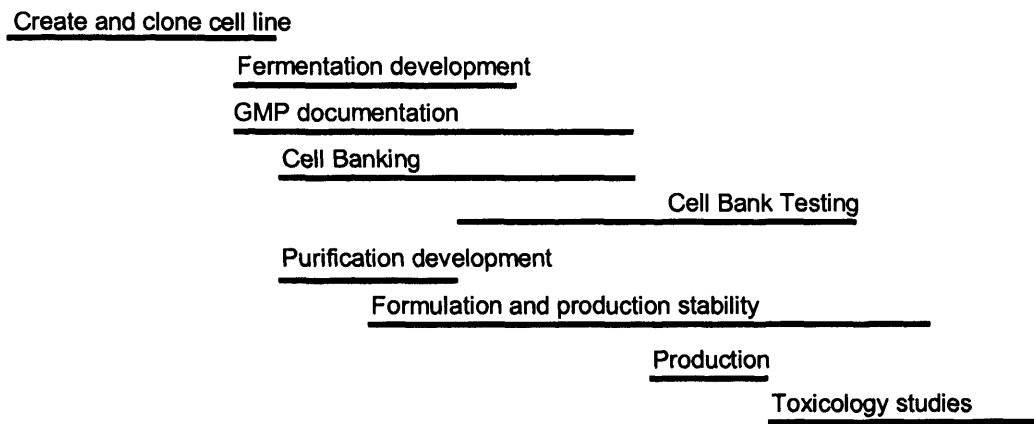 Create and clone cell line
Fermentation development
GMP documentation
Cell Banking
Cell Bank Testing
Purification development
Formulation and production stability
Production
Toxicology studies